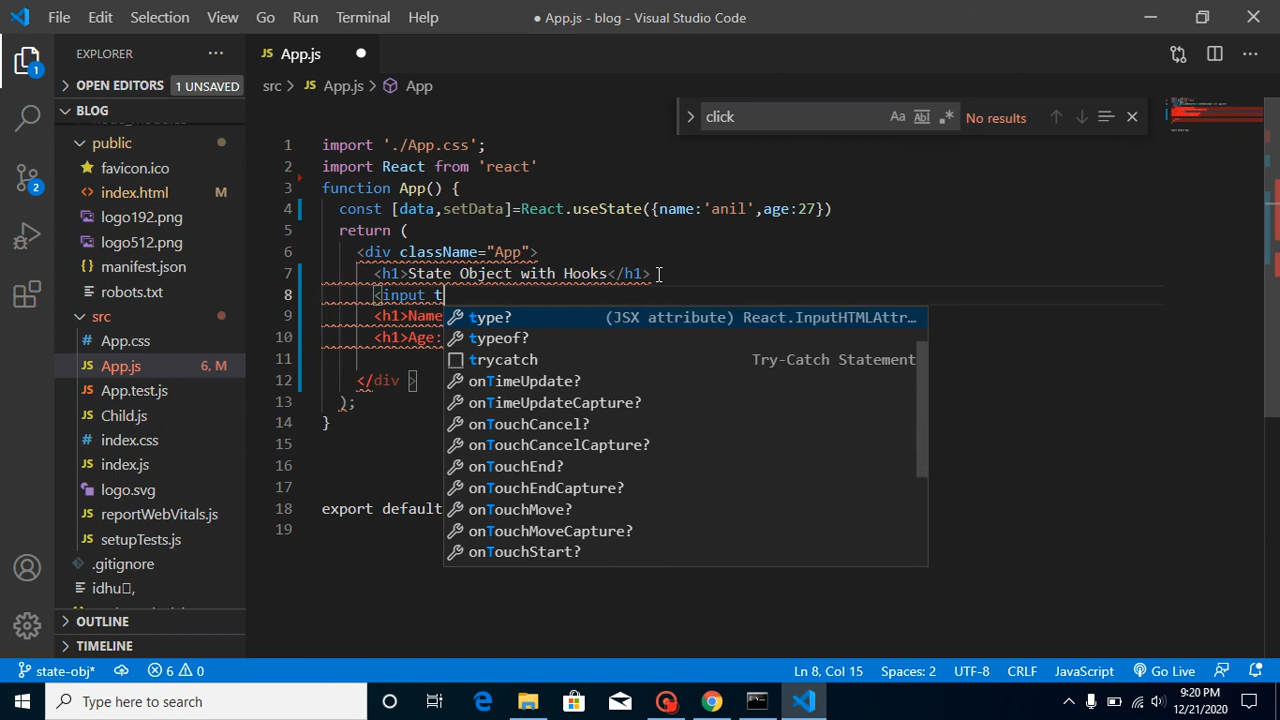 File Edit Selection View Go Run Terminal Help
● App.js - blog - Visual Studio Code
EXPLORER
OPEN EDITORS 1 UNSAVED
BLOG
public
favicon.ico
index.html M
logo192.png
logo512.png
manifest.json
robots.txt
src
App.css
App.js 6, M
App.test.js
Child.js
index.css
index.js
logo.svg
reportWebVitals.js
setupTests.js
.gitignore
OUTLINE
TIMELINE
1
2
JS App.js
src > JS App.js > App
click
Aa Abl .*
No results
1 import './App.css';
2 import React from 'react'
3 function App() {
4 const [data,setData]=React.useState({name:'anil',age:27})
5 return (
6 <div className="App">
7 <h1>State Object with Hooks</h1>
8 <input t
9 <h1>Name
10 <h1>Age:
11
12 </div >
13 );
14 }
15
16
17
18 export default
19
type? (JSX attribute) React.InputHTMLAttr…
typeof?
trycatch Try-Catch Statement
onTimeUpdate?
onTimeUpdateCapture?
onTouchCancel?
onTouchCancelCapture?
onTouchEnd?
onTouchEndCapture?
onTouchMove?
onTouchMoveCapture?
onTouchStart?
state-obj* 6 0 Ln 8, Col 15 Spaces: 2 UTF-8 CRLF JavaScript Go Live
Type here to search
9:20 PM
12/21/2020